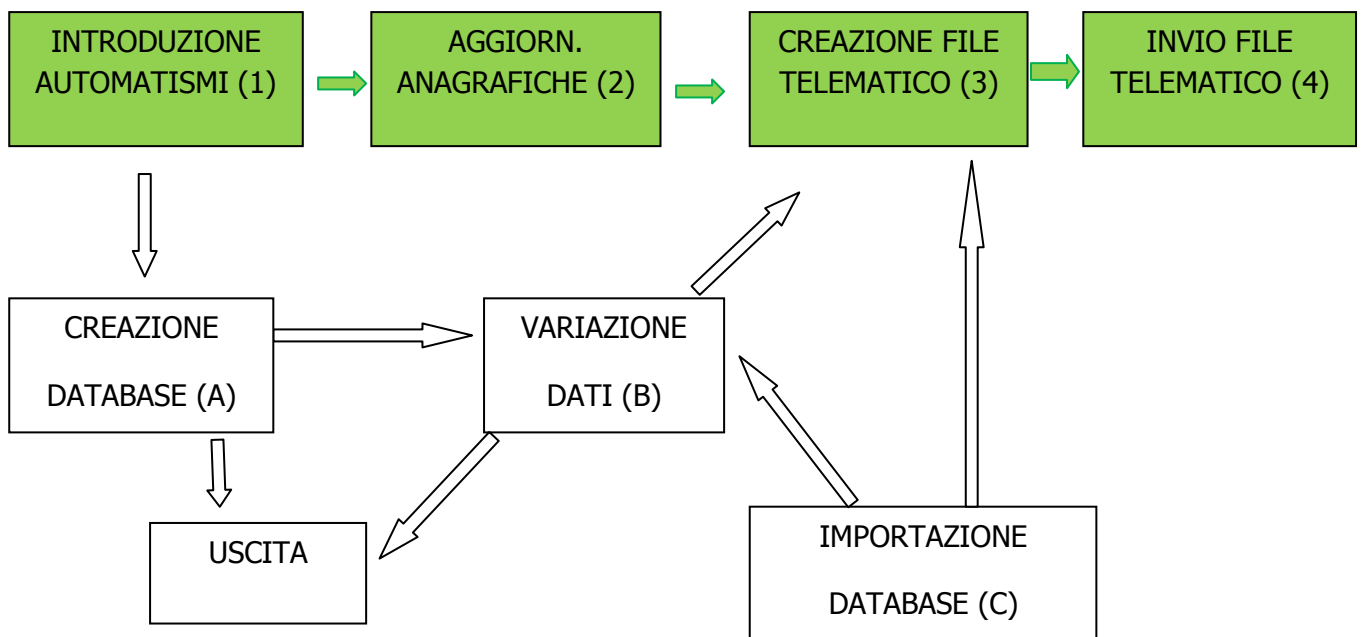 INTRODUZIONE
AUTOMATISMI (1)
AGGIORN.
ANAGRAFICHE (2)
CREAZIONE FILE
TELEMATICO (3)
INVIO FILE
TELEMATICO (4)
CREAZIONE
DATABASE (A)
VARIAZIONE
DATI (B)
USCITA
IMPORTAZIONE
DATABASE (C)